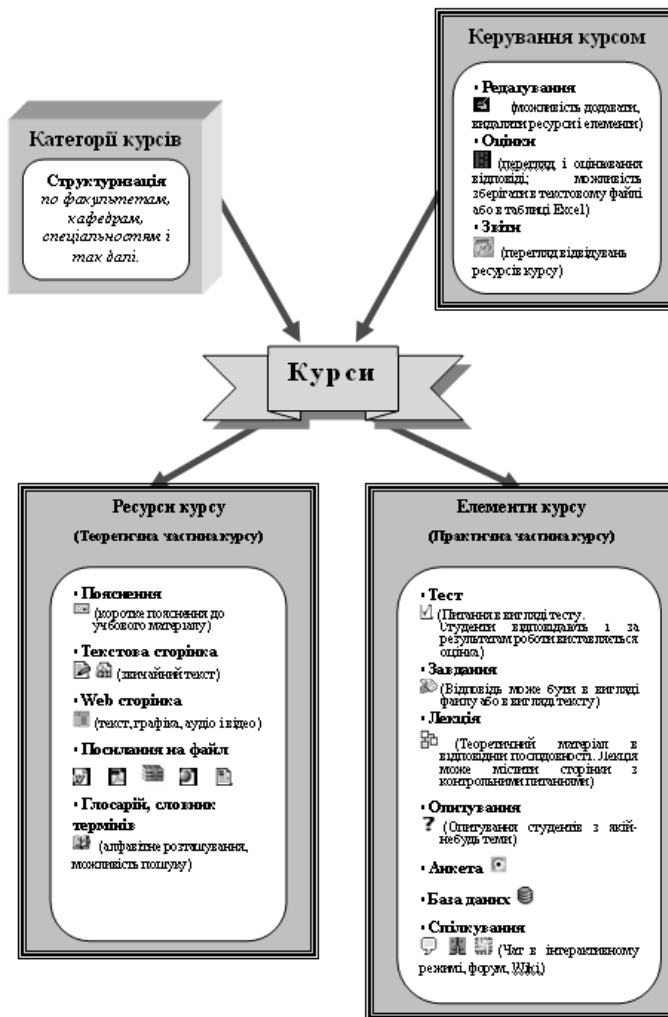 Категорії курсів
Структуризація
по факультетам,
кафедрам,
спеціальностям і
так далі.
Керування курсом
• Редагування
(можливість додавати,
видаляти ресурси і елементи)
• Оцінки
(перегляд і оцінювання
відповіді; можливість
зберігати в текстовому файлі
або в таблиці Excel)
• Звіти
(перегляд відвідувань
ресурсів курсу)
Курси
Ресурси курсу
(Теоретична частина курсу)
• Пояснення
(коротке пояснення до
учбового матеріалу)
• Текстова сторінка
(звичайний текст)
• Web сторінка
(текст, графіка, аудіо і відео)
• Посилання на файл
• Глосарій, словник
термінів
(алфавітне розташування,
можливість пошуку)
Елементи курсу
(Практична частина курсу)
• Тест
(Питання в вигляді тесту.
Студенти відповідають і за
результатам роботи виставляється
оцінка)
• Завдання
(Відповідь може бути в вигляді
файлу або в вигляді тексту)
• Лекція
(Теоретичний матеріал в
відповідній послідовності. Лекція
може містити сторінки з
контрольними питаннями)
• Опитування
(Опитування студентів з якій-
небудь теми)
• Анкета
• База даних
• Спілкування
(Чат в інтерактивному
режимі, форум, Wiki)